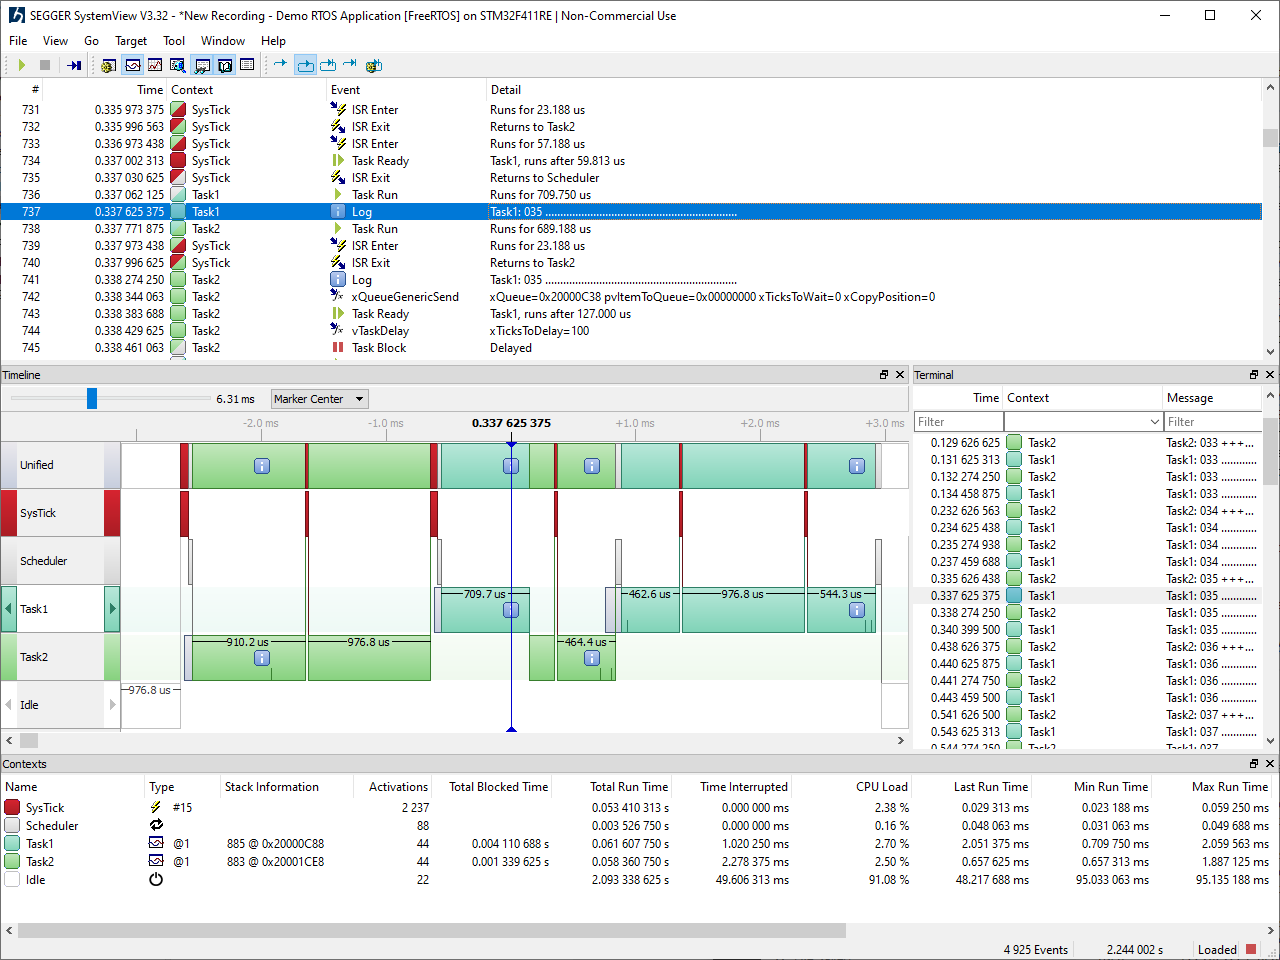 SEGGER SystemView V3.32 - *New Recording - Demo RTOS Application [FreeRTOS] on STM32F411RE | Non-Commercial Use
File View Go Target Tool Window Help
# Time Context Event Detail
731 0.335 973 375 SysTick ISR Enter Runs for 23.188 us
732 0.335 996 563 SysTick ISR Exit Returns to Task2
733 0.336 973 438 SysTick ISR Enter Runs for 57.188 us
734 0.337 002 313 SysTick Task Ready Task1, runs after 59.813 us
735 0.337 030 625 SysTick ISR Exit Returns to Scheduler
736 0.337 062 125 Task1 Task Run Runs for 709.750 us
737 0.337 625 375 Task1 Log Task1: 035 ................................................................
738 0.337 771 875 Task2 Task Run Runs for 689.188 us
739 0.337 973 438 SysTick ISR Enter Runs for 23.188 us
740 0.337 996 625 SysTick ISR Exit Returns to Task2
741 0.338 274 250 Task2 Log Task1: 035 ................................................................
742 0.338 344 063 Task2 xQueueGenericSend xQueue=0x20000C38 pvItemToQueue=0x00000000 xTicksToWait=0 xCopyPosition=0
743 0.338 383 688 Task2 Task Ready Task1, runs after 127.000 us
744 0.338 429 625 Task2 vTaskDelay xTicksToDelay=100
745 0.338 461 063 Task2 Task Block Delayed
Timeline
6.31 ms Marker Center
-2.0 ms -1.0 ms 0.337 625 375 +1.0 ms +2.0 ms +3.0 ms
Unified
SysTick
Scheduler
Task1 709.7 us 462.6 us 976.8 us 544.3 us
Task2 910.2 us 976.8 us 464.4 us
Idle 976.8 us
Terminal
Time Context Message
Filter Filter
0.129 626 625 Task2 Task2: 033 +++...
0.131 625 313 Task1 Task1: 033 ............
0.132 274 250 Task2 Task1: 033 ............
0.134 458 875 Task1 Task1: 033 ............
0.232 626 563 Task2 Task2: 034 +++...
0.234 625 438 Task1 Task1: 034 ............
0.235 274 938 Task2 Task1: 034 ............
0.237 459 688 Task1 Task1: 034 ............
0.335 626 438 Task2 Task2: 035 +++...
0.337 625 375 Task1 Task1: 035 ............
0.338 274 250 Task2 Task1: 035 ............
0.340 399 500 Task1 Task1: 035 ............
0.438 626 375 Task2 Task2: 036 +++...
0.440 625 875 Task1 Task1: 036 ............
0.441 274 750 Task2 Task1: 036 ............
0.443 459 500 Task1 Task1: 036 ............
0.541 626 500 Task2 Task2: 037 +++...
0.543 625 313 Task1 Task1: 037 ............
0.544 274 250 Task2 Task1: 037
Contexts
Name Type Stack Information Activations Total Blocked Time Total Run Time Time Interrupted CPU Load Last Run Time Min Run Time Max Run Time
SysTick #15 2 237 0.053 410 313 s 0.000 000 ms 2.38 % 0.029 313 ms 0.023 188 ms 0.059 250 ms
Scheduler 88 0.003 526 750 s 0.000 000 ms 0.16 % 0.048 063 ms 0.031 063 ms 0.049 688 ms
Task1 @1 885 @ 0x20000C88 44 0.004 110 688 s 0.061 607 750 s 1.020 250 ms 2.70 % 2.051 375 ms 0.709 750 ms 2.059 563 ms
Task2 @1 883 @ 0x20001CE8 44 0.001 339 625 s 0.058 360 750 s 2.278 375 ms 2.50 % 0.657 625 ms 0.657 313 ms 1.887 125 ms
Idle 22 2.093 338 625 s 49.606 313 ms 91.08 % 48.217 688 ms 95.033 063 ms 95.135 188 ms
4 925 Events 2.244 002 s Loaded